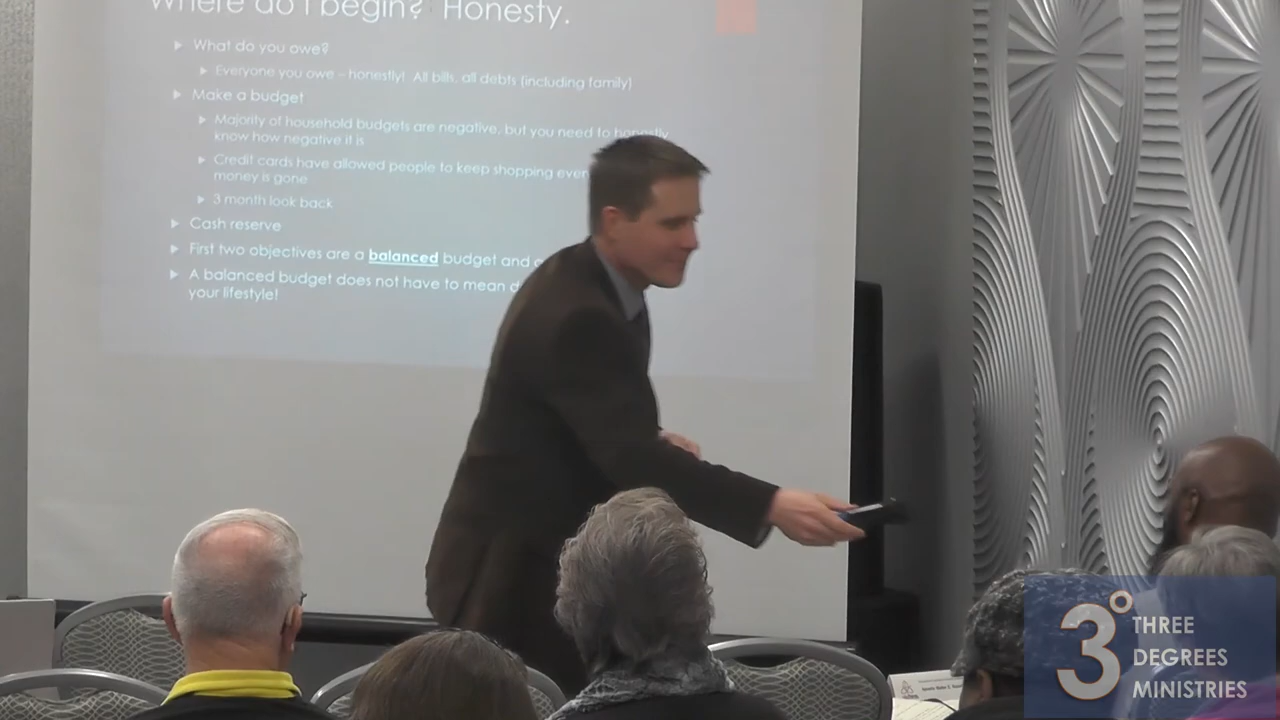 Where do I begin? Honesty.
What do you owe?
Everyone you owe – honestly! All bills, all debts (including family)
Make a budget
Majority of household budgets are negative, but you need to honestly
know how negative it is
Credit cards have allowed people to keep shopping even
money is gone
3 month look back
Cash reserve
First two objectives are a balanced budget and
A balanced budget does not have to mean
your lifestyle!
3°
THREE
DEGREES
MINISTRIES